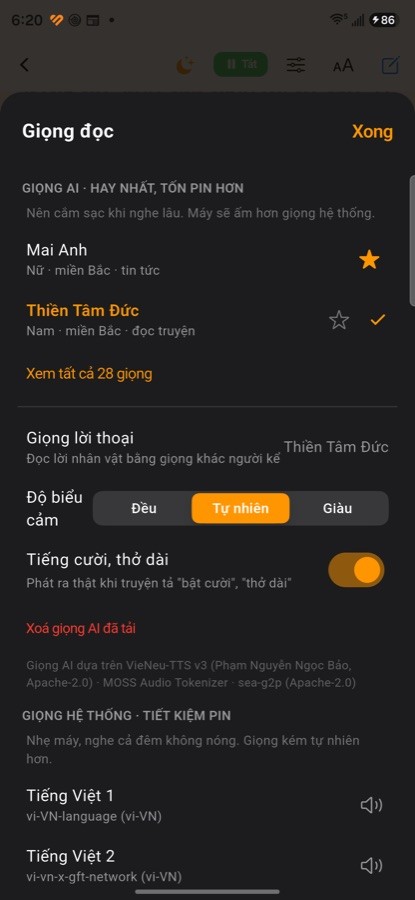 6:20
86
Tắt
AA
Giọng đọc
Xong
GIỌNG AI · HAY NHẤT, TỐN PIN HƠN
Nên cắm sạc khi nghe lâu. Máy sẽ ấm hơn giọng hệ thống.
Mai Anh
Nữ · miền Bắc · tin tức
Thiền Tâm Đức
Nam · miền Bắc · đọc truyện
Xem tất cả 28 giọng
Giọng lời thoại
Thiền Tâm Đức
Đọc lời nhân vật bằng giọng khác người kể
Độ biểu
cảm
Đều
Tự nhiên
Giàu
Tiếng cười, thở dài
Phát ra thật khi truyện tả "bật cười", "thở dài"
Xoá giọng AI đã tải
Giọng AI dựa trên VieNeu-TTS v3 (Phạm Nguyễn Ngọc Bảo,
Apache-2.0) · MOSS Audio Tokenizer · sea-g2p (Apache-2.0)
GIỌNG HỆ THỐNG · TIẾT KIỆM PIN
Nhẹ máy, nghe cả đêm không nóng. Giọng kém tự nhiên
hơn.
Tiếng Việt 1
vi-VN-language (vi-VN)
Tiếng Việt 2
vi-vn-x-gft-network (vi-VN)